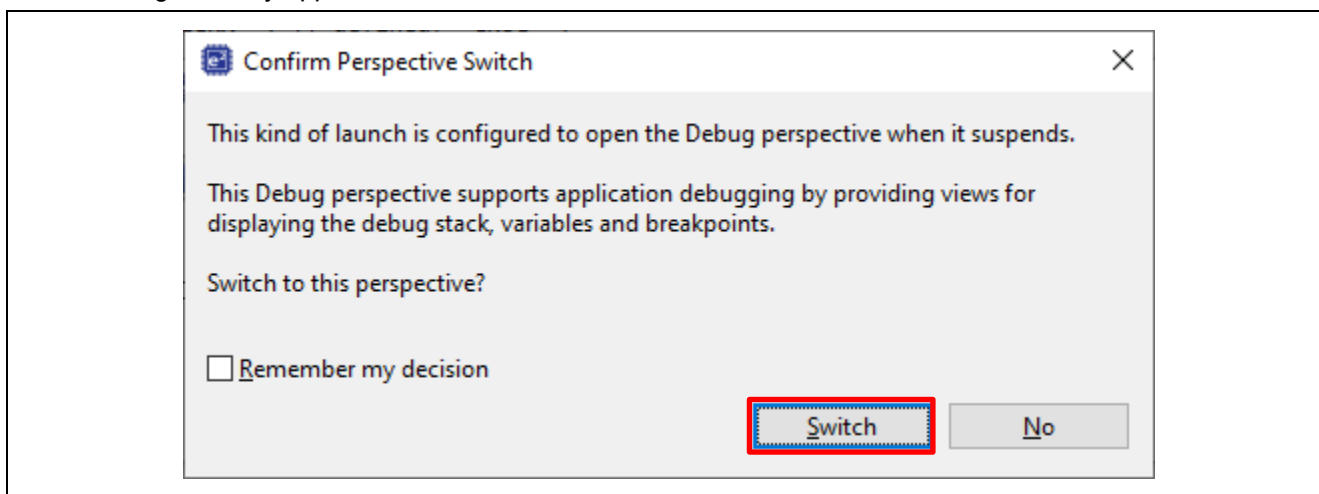 Confirm Perspective Switch
This kind of launch is configured to open the Debug perspective when it suspends.
This Debug perspective supports application debugging by providing views for
displaying the debug stack, variables and breakpoints.
Switch to this perspective?
Remember my decision
Switch
No